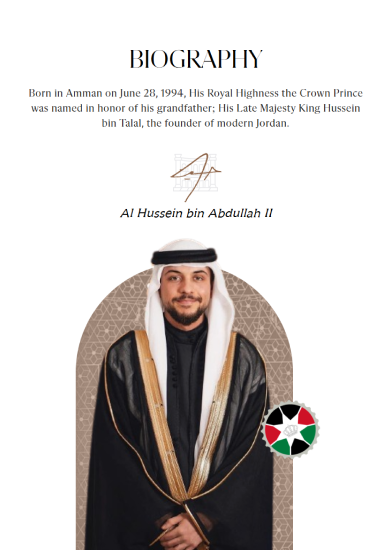 BIOGRAPHY
Born in Amman on June 28, 1994, His Royal Highness the Crown Prince
was named in honor of his grandfather; His Late Majesty King Hussein
bin Talal, the founder of modern Jordan.
Al Hussein bin Abdullah II